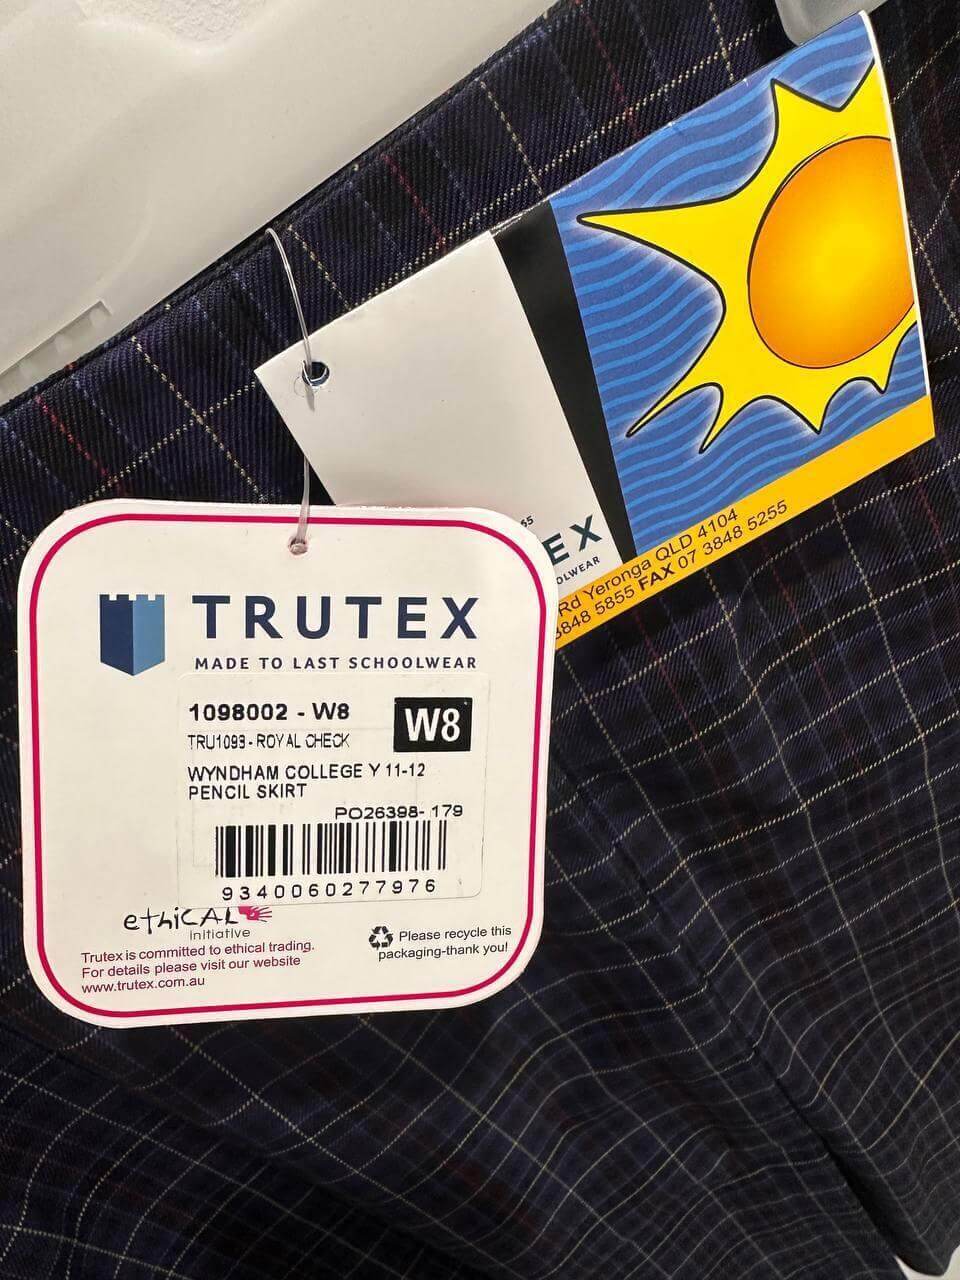 65
EX
OLWEAR
Rd Yeronga QLD 4104
3848 5855 FAX 07 3848 5255
TRUTEX
MADE TO LAST SCHOOLWEAR
1098002 - W8
W8
TRU1093 - ROYAL CHECK
WYNDHAM COLLEGE Y 11-12
PENCIL SKIRT
PO26398- 179
9340060277976
ethiCAL
initiative
Trutex is committed to ethical trading.
For details please visit our website
www.trutex.com.au
Please recycle this
packaging-thank you!